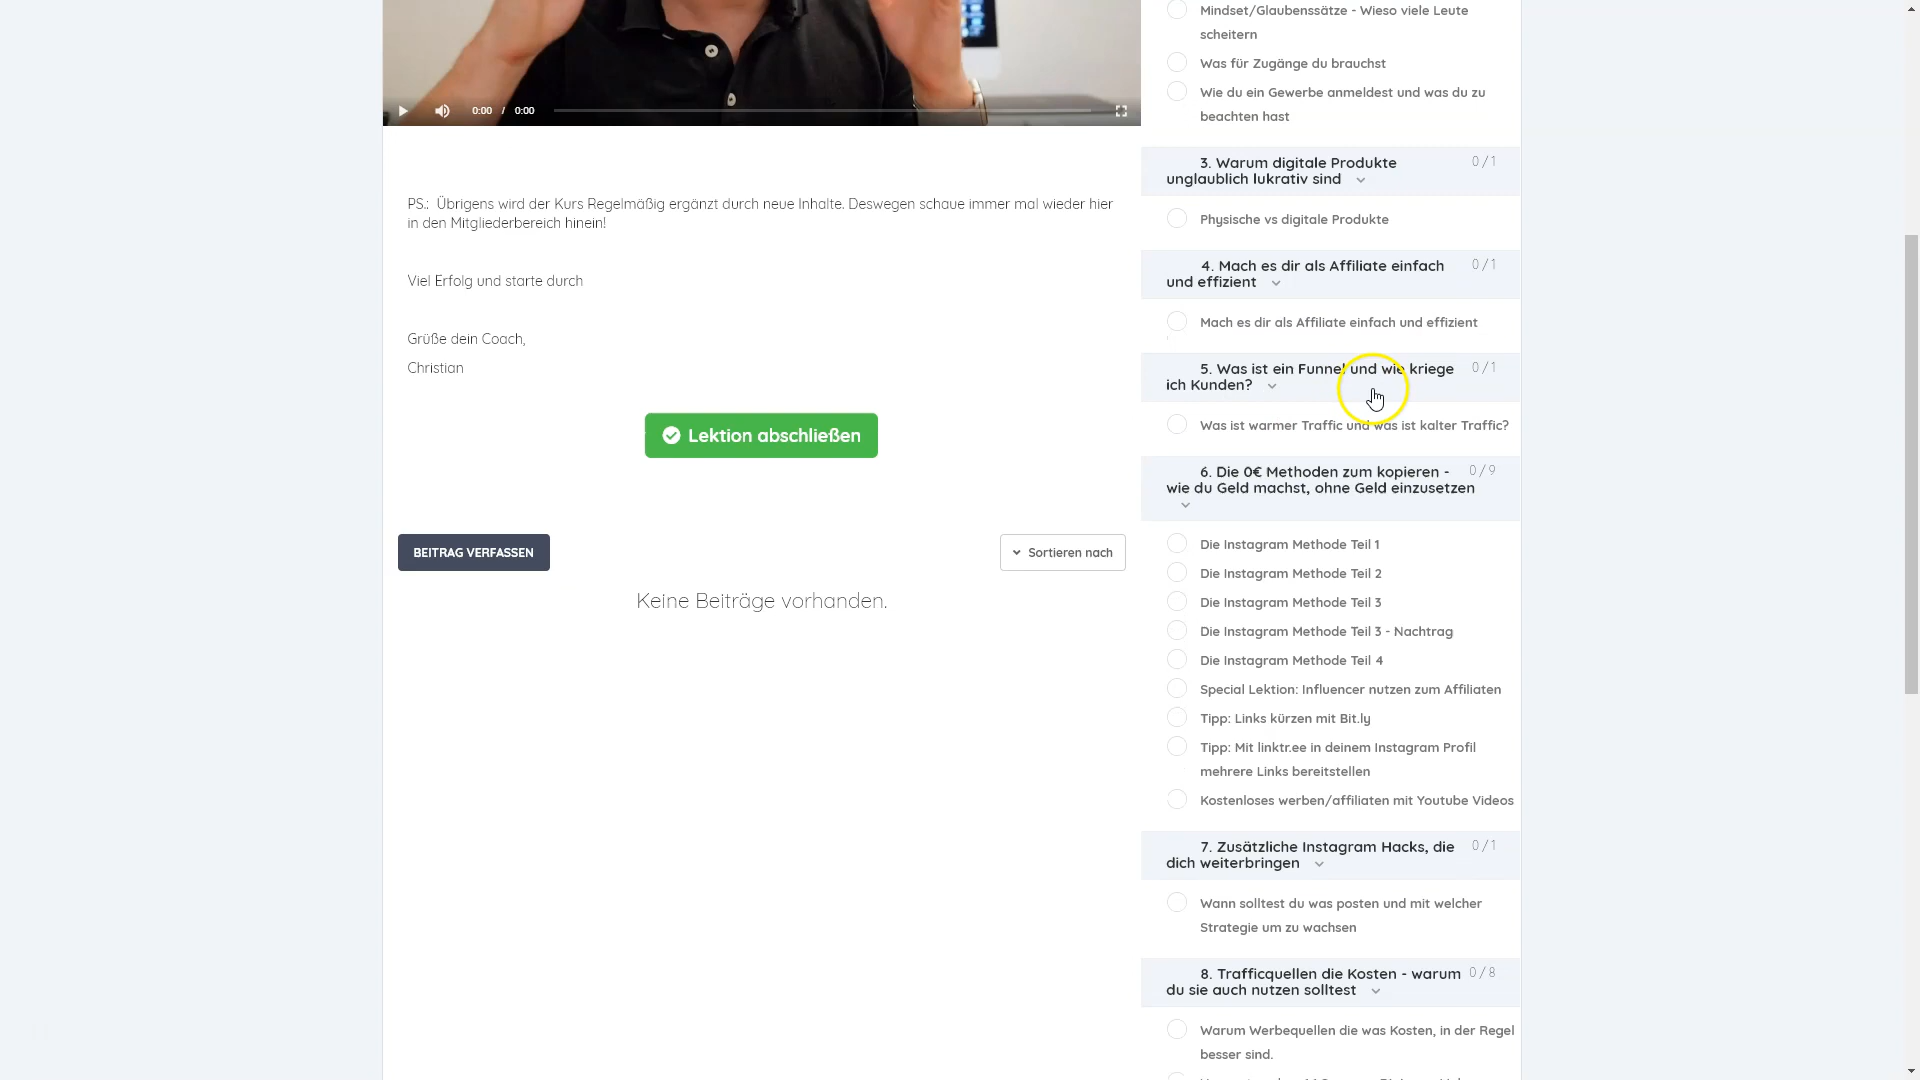 0:00 / 0:00
PS.: Übrigens wird der Kurs Regelmäßig ergänzt durch neue Inhalte. Deswegen schaue immer mal wieder hier
in den Mitgliederbereich hinein!
Viel Erfolg und starte durch
Grüße dein Coach,
Christian
Lektion abschließen
BEITRAG VERFASSEN
Sortieren nach
Keine Beiträge vorhanden.
Mindset/Glaubenssätze - Wieso viele Leute
scheitern
Was für Zugänge du brauchst
Wie du ein Gewerbe anmeldest und was du zu
beachten hast
3. Warum digitale Produkte 0 / 1
unglaublich lukrativ sind
Physische vs digitale Produkte
4. Mach es dir als Affiliate einfach 0 / 1
und effizient
Mach es dir als Affiliate einfach und effizient
5. Was ist ein Funnel und wie kriege 0 / 1
ich Kunden?
Was ist warmer Traffic und was ist kalter Traffic?
6. Die 0€ Methoden zum kopieren - 0 / 9
wie du Geld machst, ohne Geld einzusetzen
Die Instagram Methode Teil 1
Die Instagram Methode Teil 2
Die Instagram Methode Teil 3
Die Instagram Methode Teil 3 - Nachtrag
Die Instagram Methode Teil 4
Special Lektion: Influencer nutzen zum Affiliaten
Tipp: Links kürzen mit Bit.ly
Tipp: Mit linktr.ee in deinem Instagram Profil
mehrere Links bereitstellen
Kostenloses werben/affiliaten mit Youtube Videos
7. Zusätzliche Instagram Hacks, die 0 / 1
dich weiterbringen
Wann solltest du was posten und mit welcher
Strategie um zu wachsen
8. Trafficquellen die Kosten - warum 0 / 8
du sie auch nutzen solltest
Warum Werbequellen die was Kosten, in der Regel
besser sind.